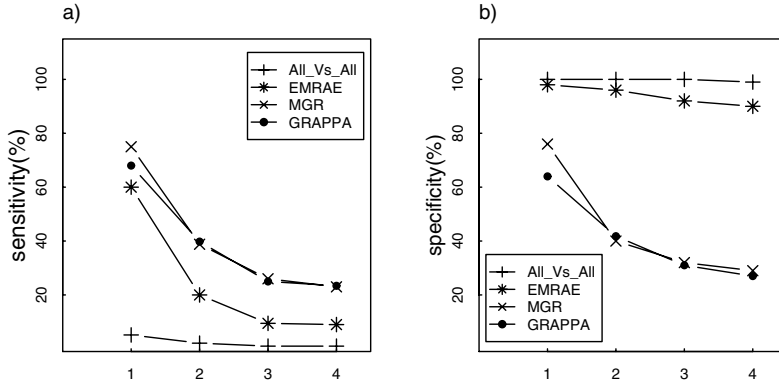 a)
sensitivity(%)
100
80
60
40
20
All_Vs_All
EMRAE
MGR
GRAPPA
1 2 3 4
b)
specificity(%)
100
80
60
40
20
All_Vs_All
EMRAE
MGR
GRAPPA
1 2 3 4